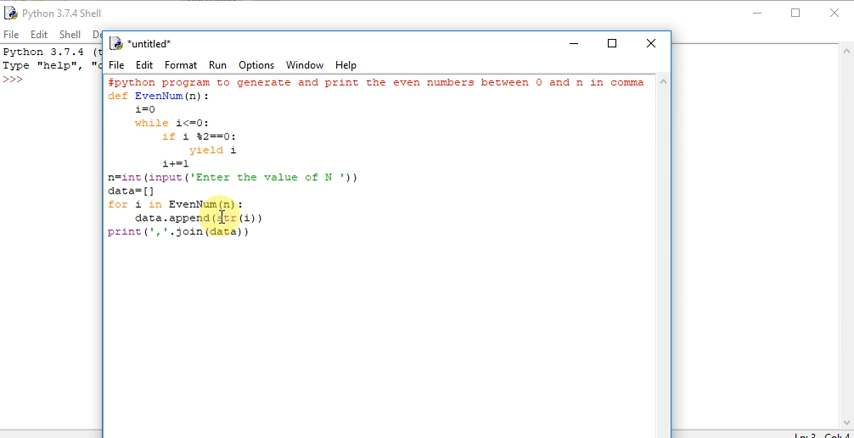 Python 3.7.4 Shell
File Edit Shell
Python 3.7.4
Type "help",
>>>
*untitled*
File Edit Format Run Options Window Help
#python program to generate and print the even numbers between 0 and n in comma
def EvenNum(n):
i=0
while i<=0:
if i %2==0:
yield i
i+=1
n=int(input('Enter the value of N '))
data=[]
for i in EvenNum(n):
data.append(str(i))
print(','.join(data))